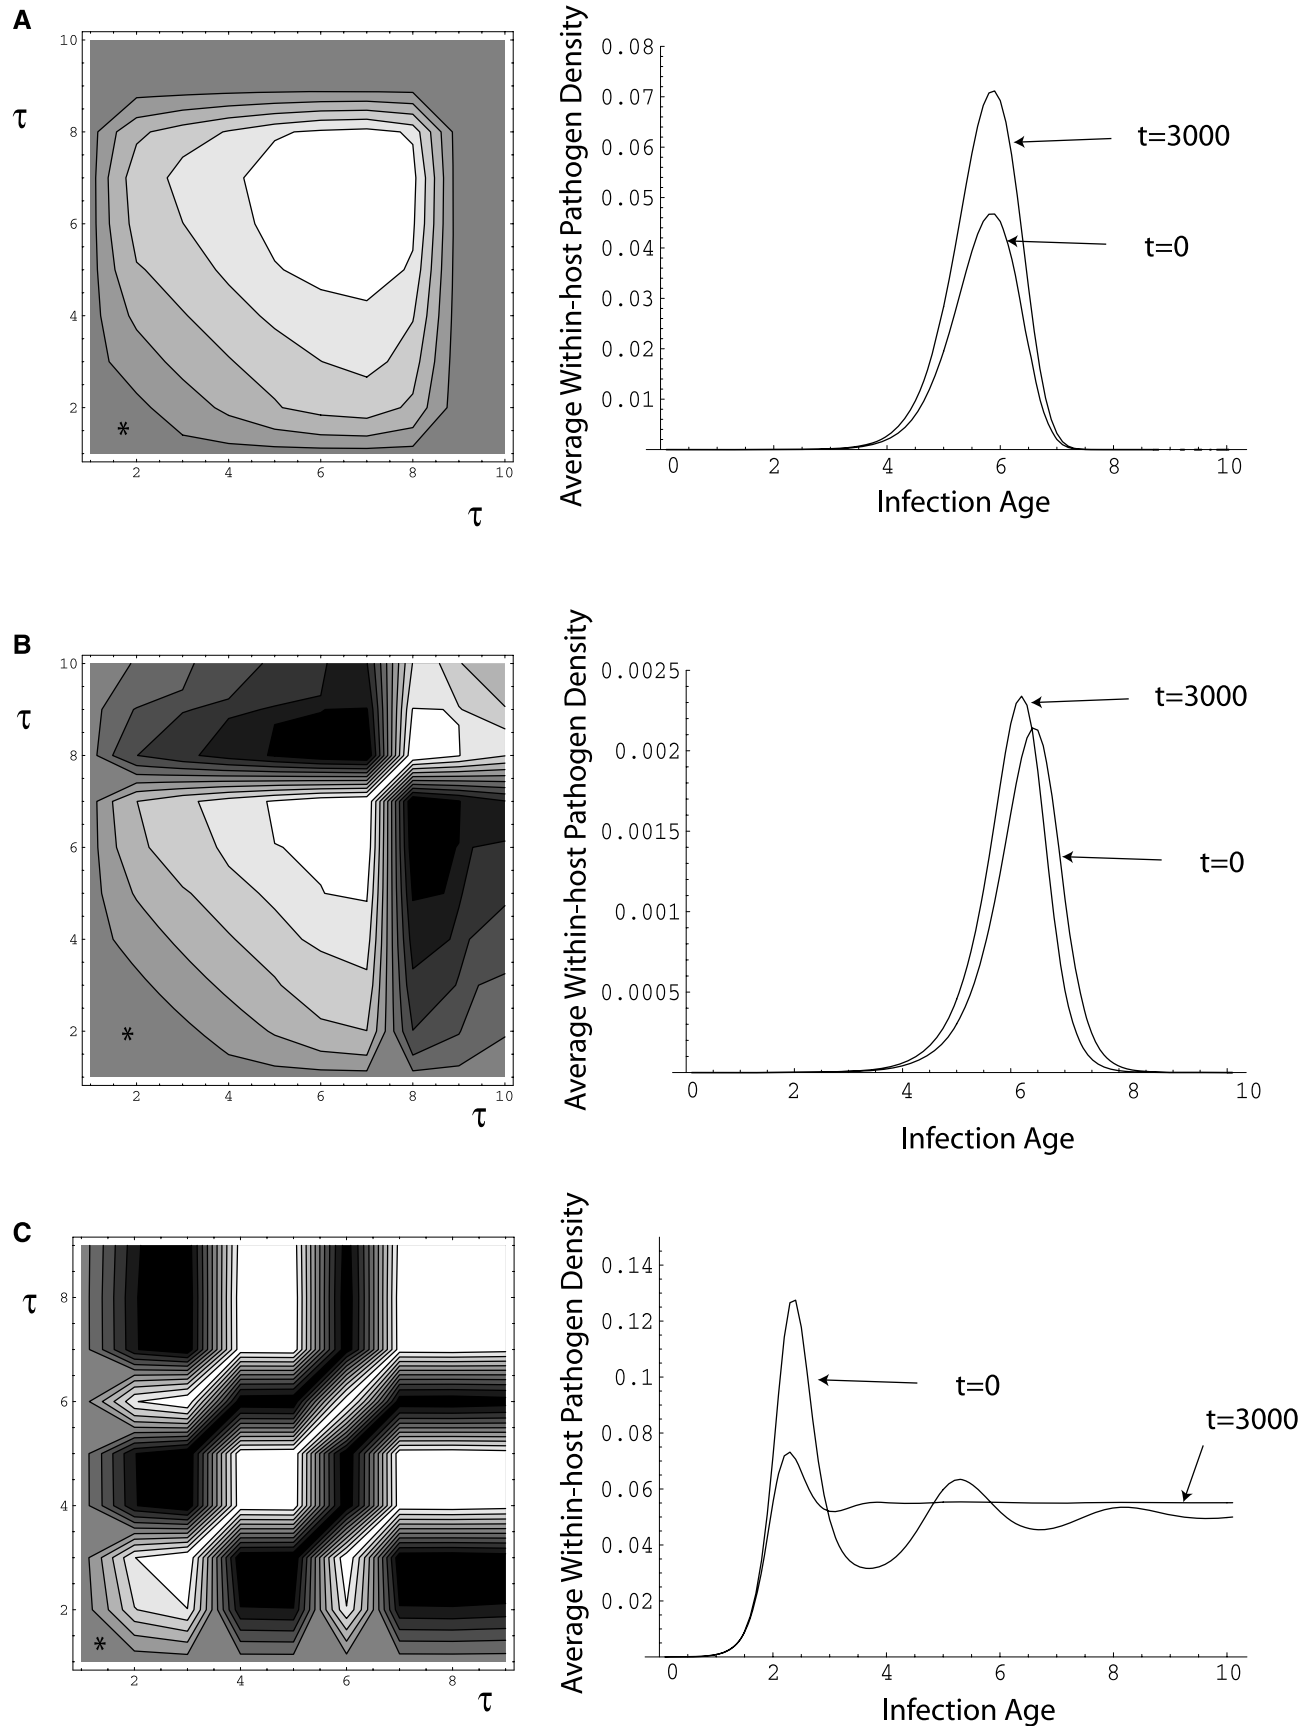 A
τ
10
8
6
4
2
*
2 4 6 8 10
τ
Average Within-host Pathogen Density
0.08
0.07
0.06
0.05
0.04
0.03
0.02
0.01
t=3000
t=0
0 2 4 6 8 10
Infection Age
B
τ
10
8
6
4
2
*
2 4 6 8 10
τ
Average Within-host Pathogen Density
0.0025
0.002
0.0015
0.001
0.0005
t=3000
t=0
0 2 4 6 8 10
Infection Age
C
τ
8
6
4
2
*
2 4 6 8
τ
Average Within-host Pathogen Density
0.14
0.12
0.1
0.08
0.06
0.04
0.02
t=0
t=3000
0 2 4 6 8 10
Infection Age